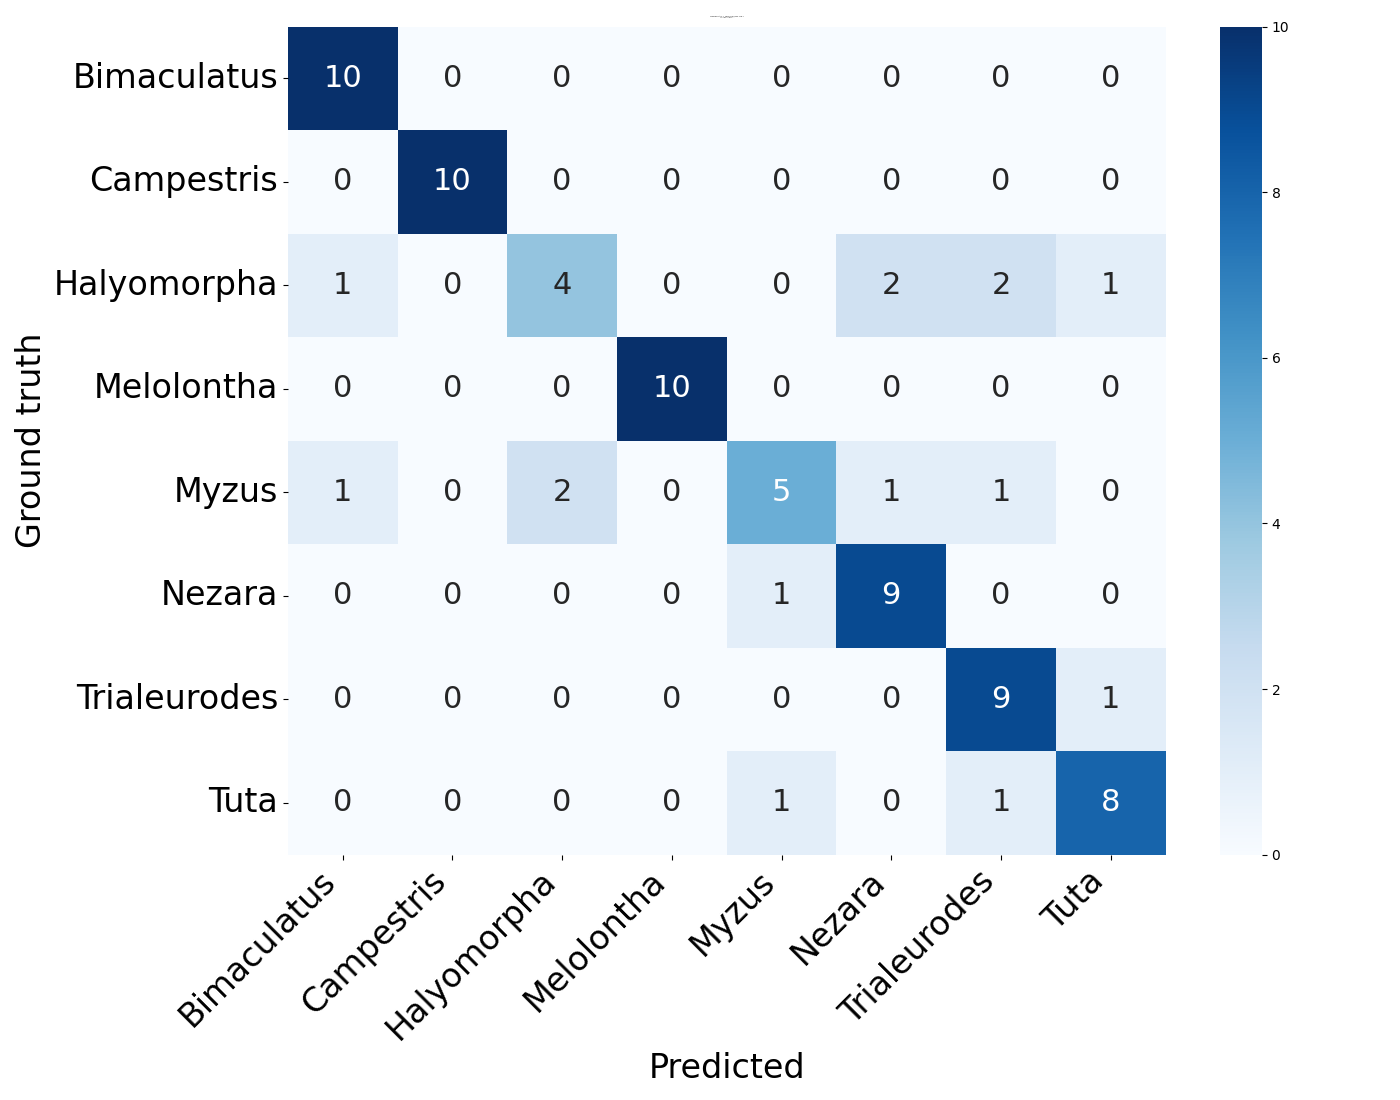 Bimaculatus 10 0 0 0 0 0 0 0
Campestris 0 10 0 0 0 0 0 0
Halyomorpha 1 0 4 0 0 2 2 1
Melolontha 0 0 0 10 0 0 0 0
Myzus 1 0 2 0 5 1 1 0
Nezara 0 0 0 0 1 9 0 0
Trialeurodes 0 0 0 0 0 0 9 1
Tuta 0 0 0 0 1 0 1 8
Ground truth
Bimaculatus
Campestris
Halyomorpha
Melolontha
Myzus
Nezara
Trialeurodes
Tuta
Predicted
10
8
6
4
2
0